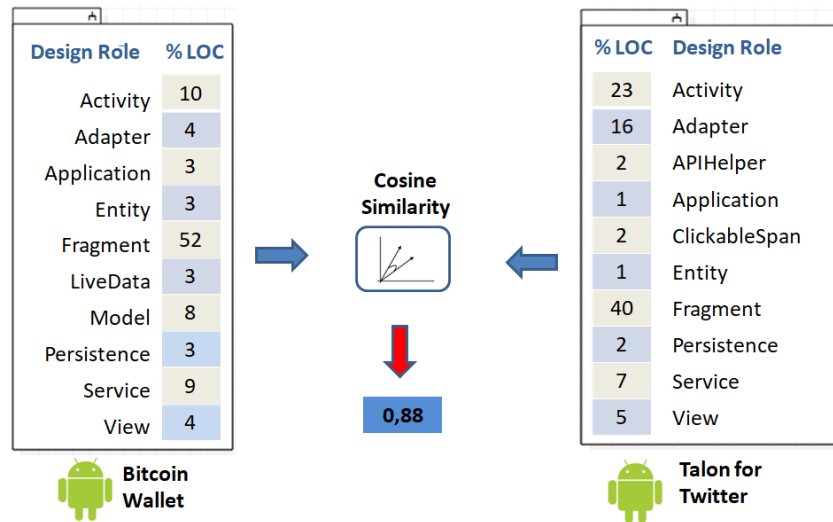 Design Role % LOC
Activity 10
Adapter 4
Application 3
Entity 3
Fragment 52
LiveData 3
Model 8
Persistence 3
Service 9
View 4
Bitcoin
Wallet
Cosine
Similarity
0,88
% LOC Design Role
23 Activity
16 Adapter
2 APIHelper
1 Application
2 ClickableSpan
1 Entity
40 Fragment
2 Persistence
7 Service
5 View
Talon for
Twitter